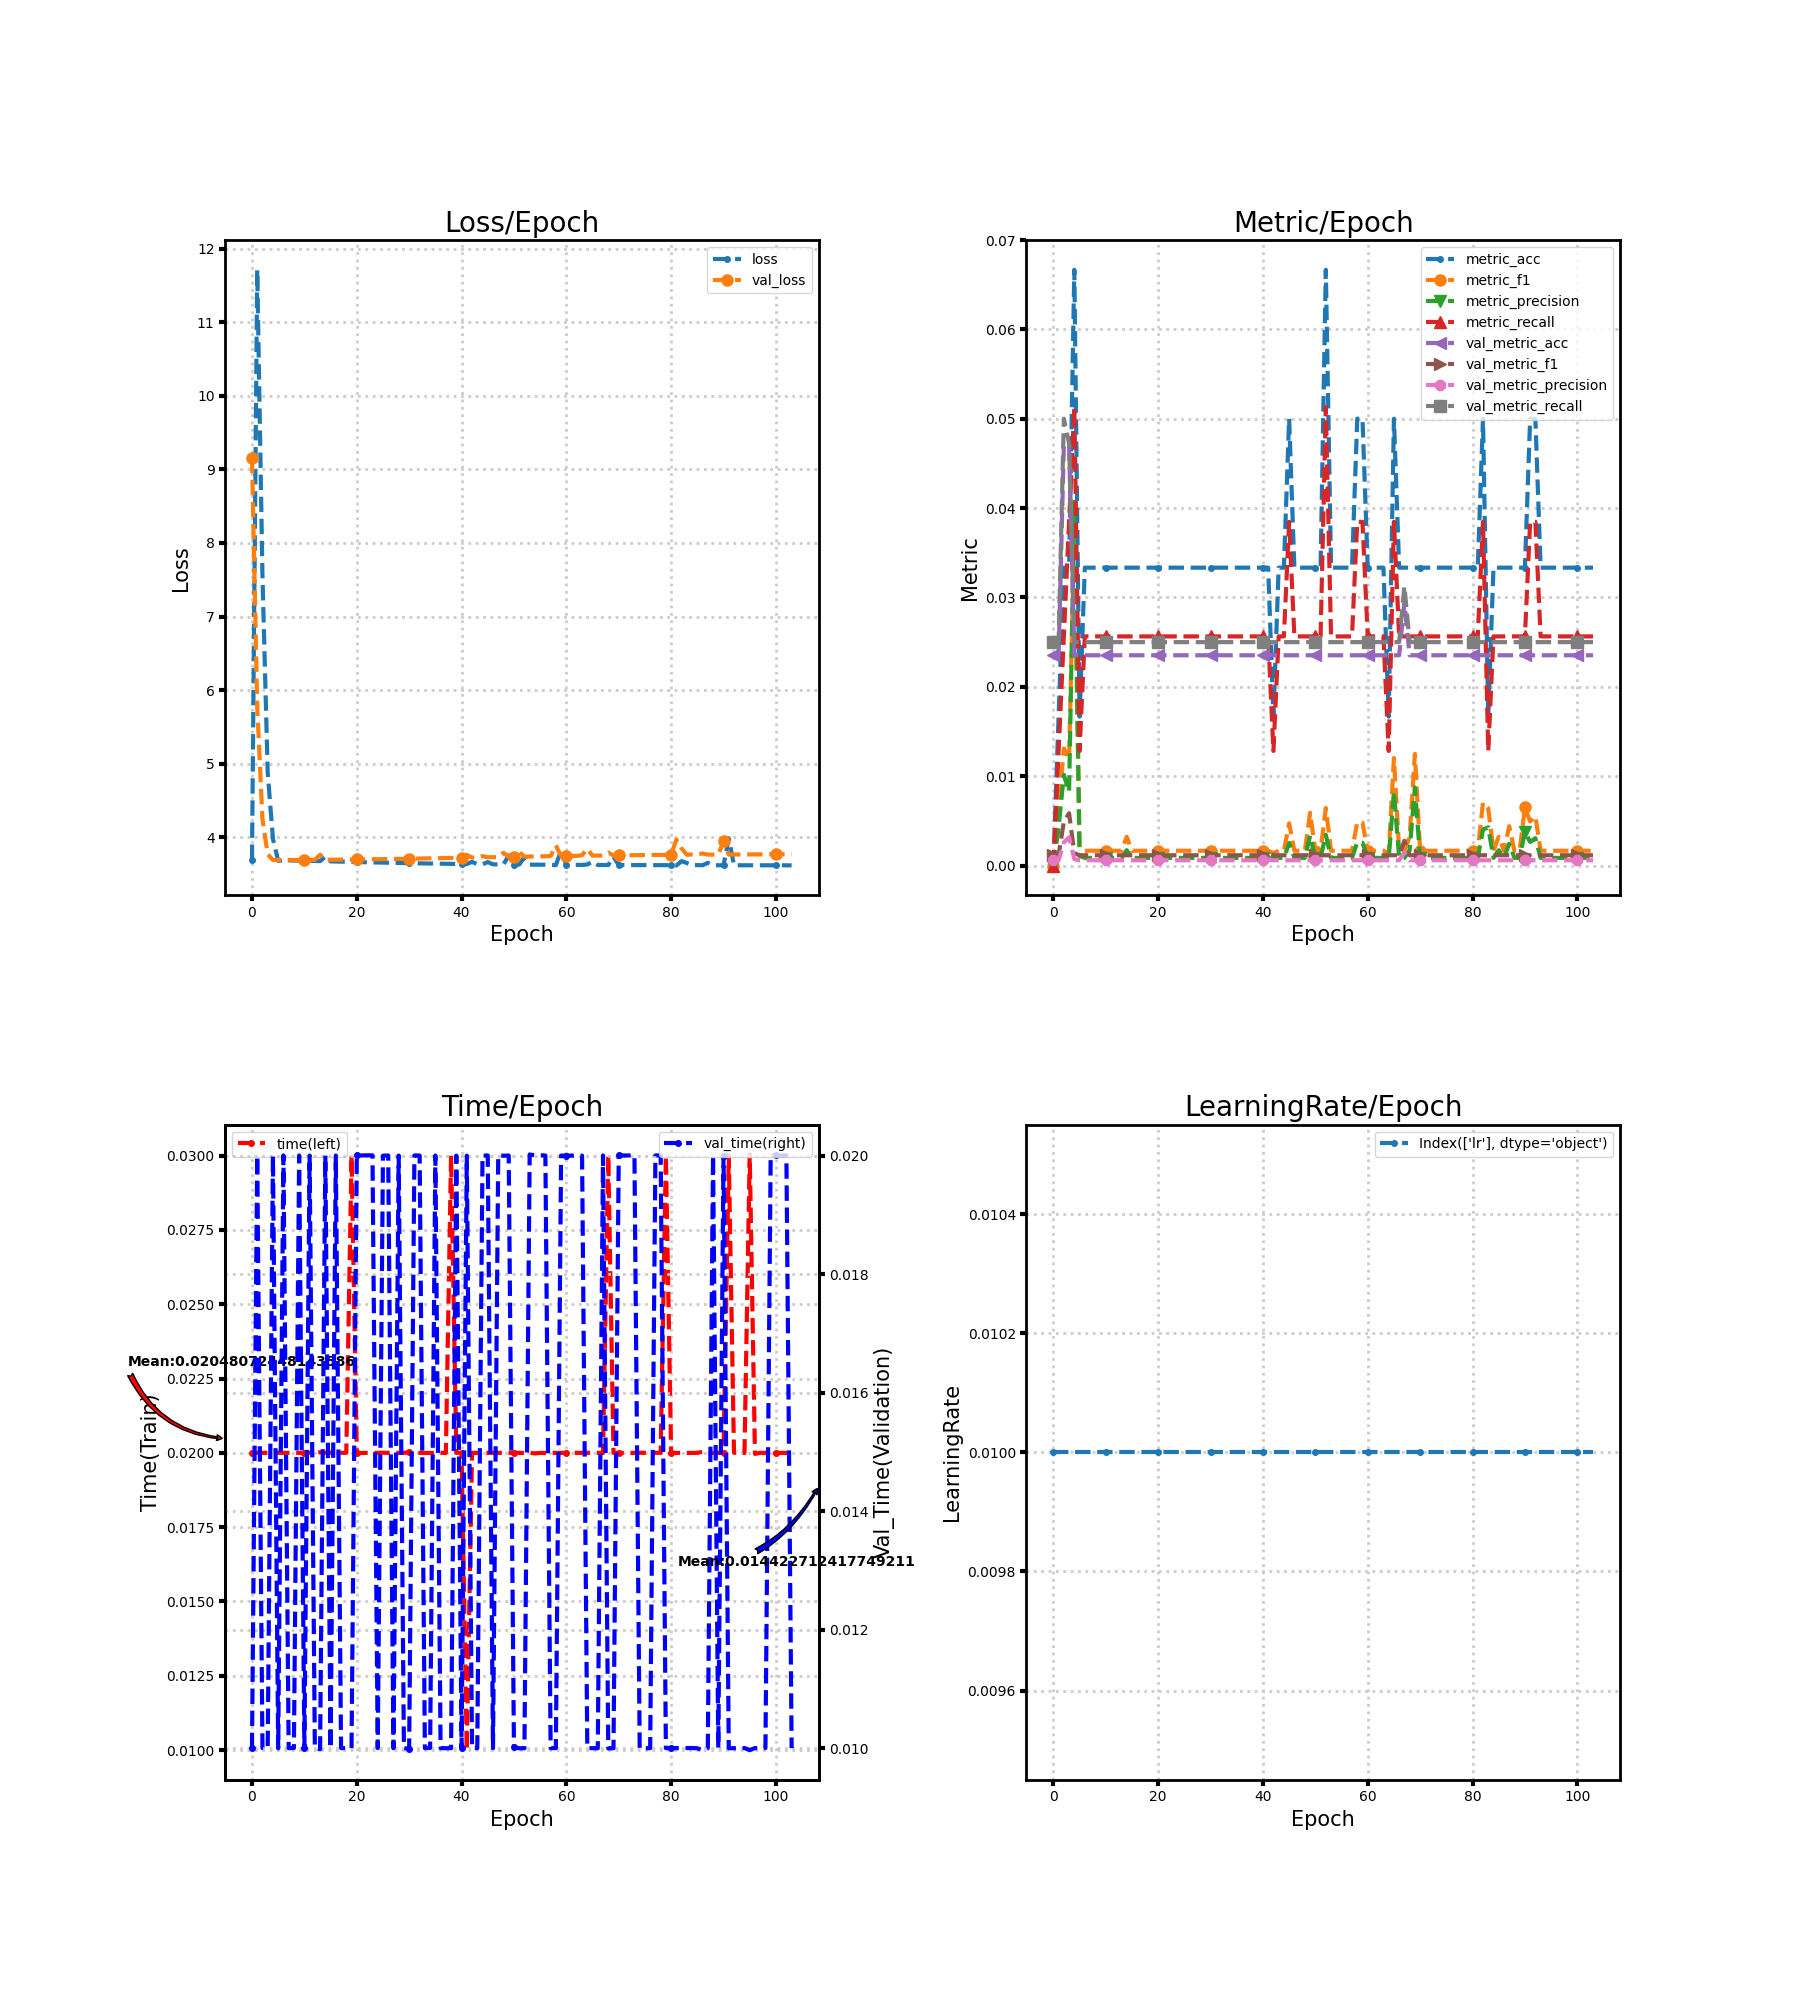 Loss/Epoch
12
11
10
9
8
7
6
5
4
Loss
loss
val_loss
0 20 40 60 80 100
Epoch
Metric/Epoch
0.07
0.06
0.05
0.04
0.03
0.02
0.01
0.00
Metric
metric_acc
metric_f1
metric_precision
metric_recall
val_metric_acc
val_metric_f1
val_metric_precision
val_metric_recall
0 20 40 60 80 100
Epoch
Time/Epoch
time(left)
val_time(right)
0.0300
0.0275
0.0250
0.0225
0.0200
0.0175
0.0150
0.0125
0.0100
Time(Train)
0.020
0.018
0.016
0.014
0.012
0.010
Val_Time(Validation)
Mean:0.014422712417749211
0 20 40 60 80 100
Epoch
LearningRate/Epoch
Index(['lr'], dtype='object')
0.0104
0.0102
0.0100
0.0098
0.0096
LearningRate
0 20 40 60 80 100
Epoch